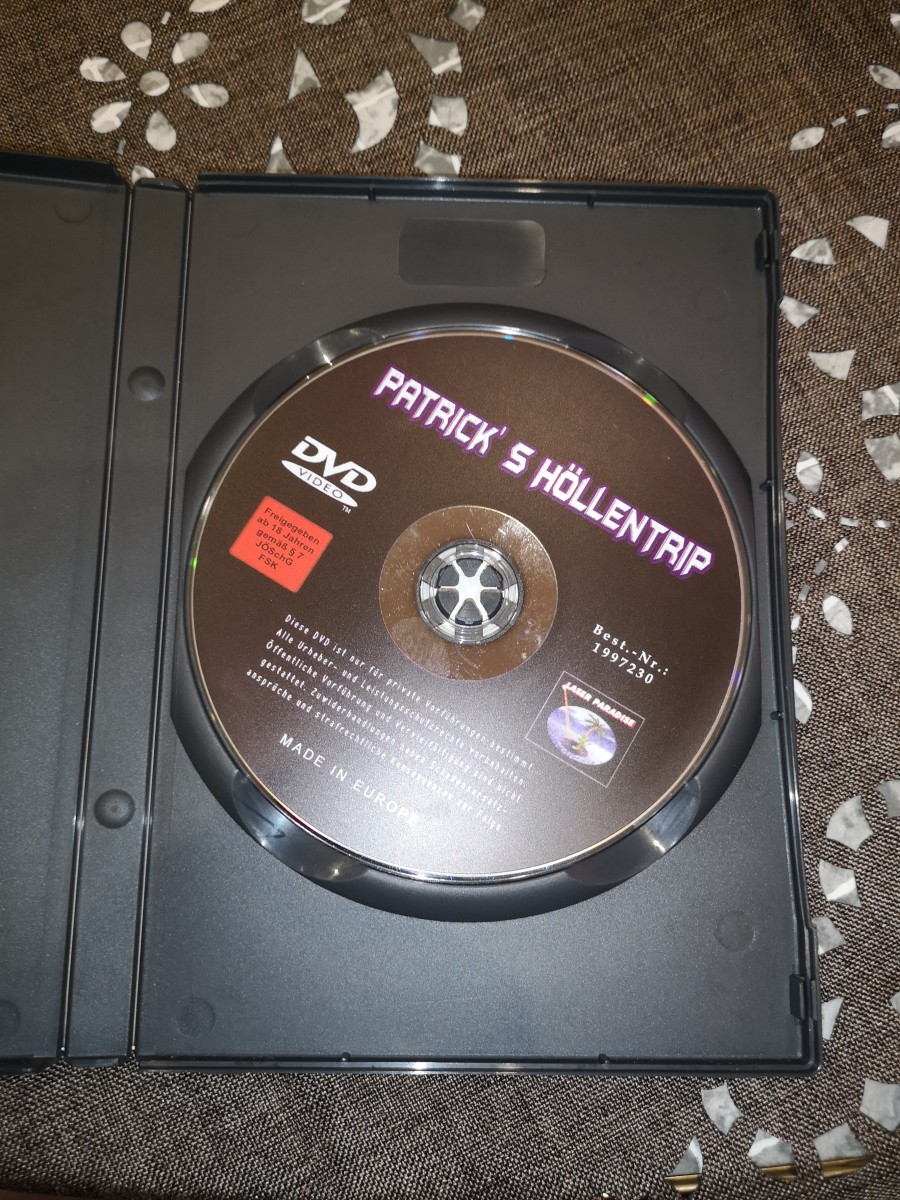 PATRICK' S HÖLLENTRIP
DVD
VIDEO
TM
Freigegeben
ab 18 Jahren
gemäß § 7
JÖSchG
FSK
Best.-Nr.:
1997230
LASER PARADISE
Diese DVD ist nur für private Vorführungen bestimmt.
Alle Urheber- und Leistungsschutzrechte vorbehalten.
Öffentliche Vorführung und Vervielfältigung sind nicht
gestattet. Zuwiderhandlungen haben Schadensersatz-
ansprüche und strafrechtliche Konsequenzen zur Folge.
MADE IN EUROPE